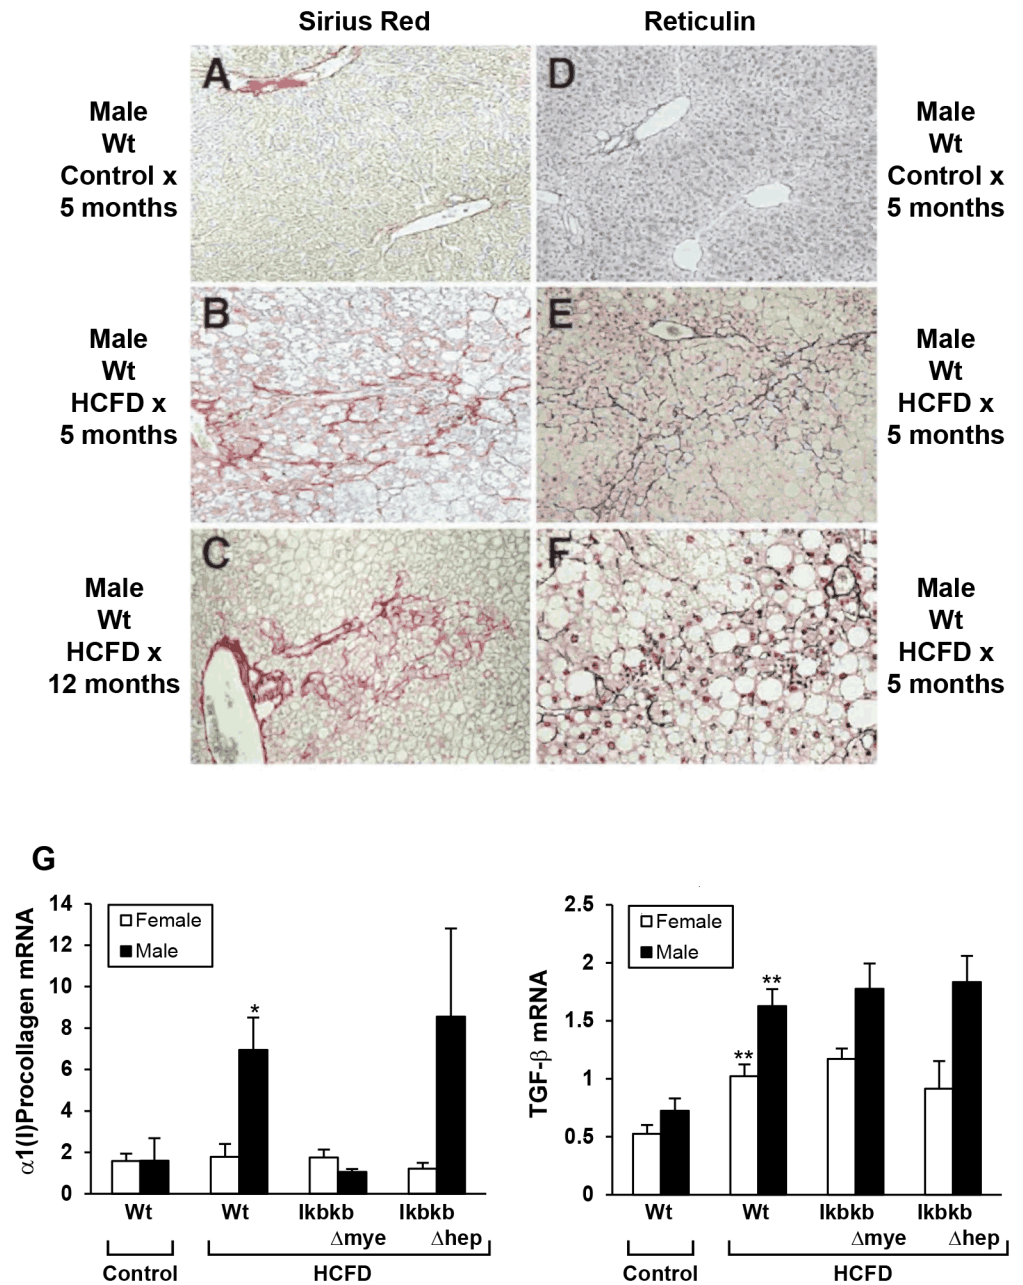 Sirius Red
Reticulin
A
D
Male
Wt
Control x
5 months
Male
Wt
Control x
5 months
B
E
Male
Wt
HCFD x
5 months
Male
Wt
HCFD x
5 months
C
F
Male
Wt
HCFD x
12 months
Male
Wt
HCFD x
5 months
G
α1(I)Procollagen mRNA
14
12
10
8
6
4
2
0
Female
Male
*
Wt
Wt
Ikbkb
Δmye
Ikbkb
Δhep
Control
HCFD
TGF-β mRNA
2.5
2
1.5
1
0.5
0
Female
Male
**
**
Wt
Wt
Ikbkb
Δmye
Ikbkb
Δhep
Control
HCFD